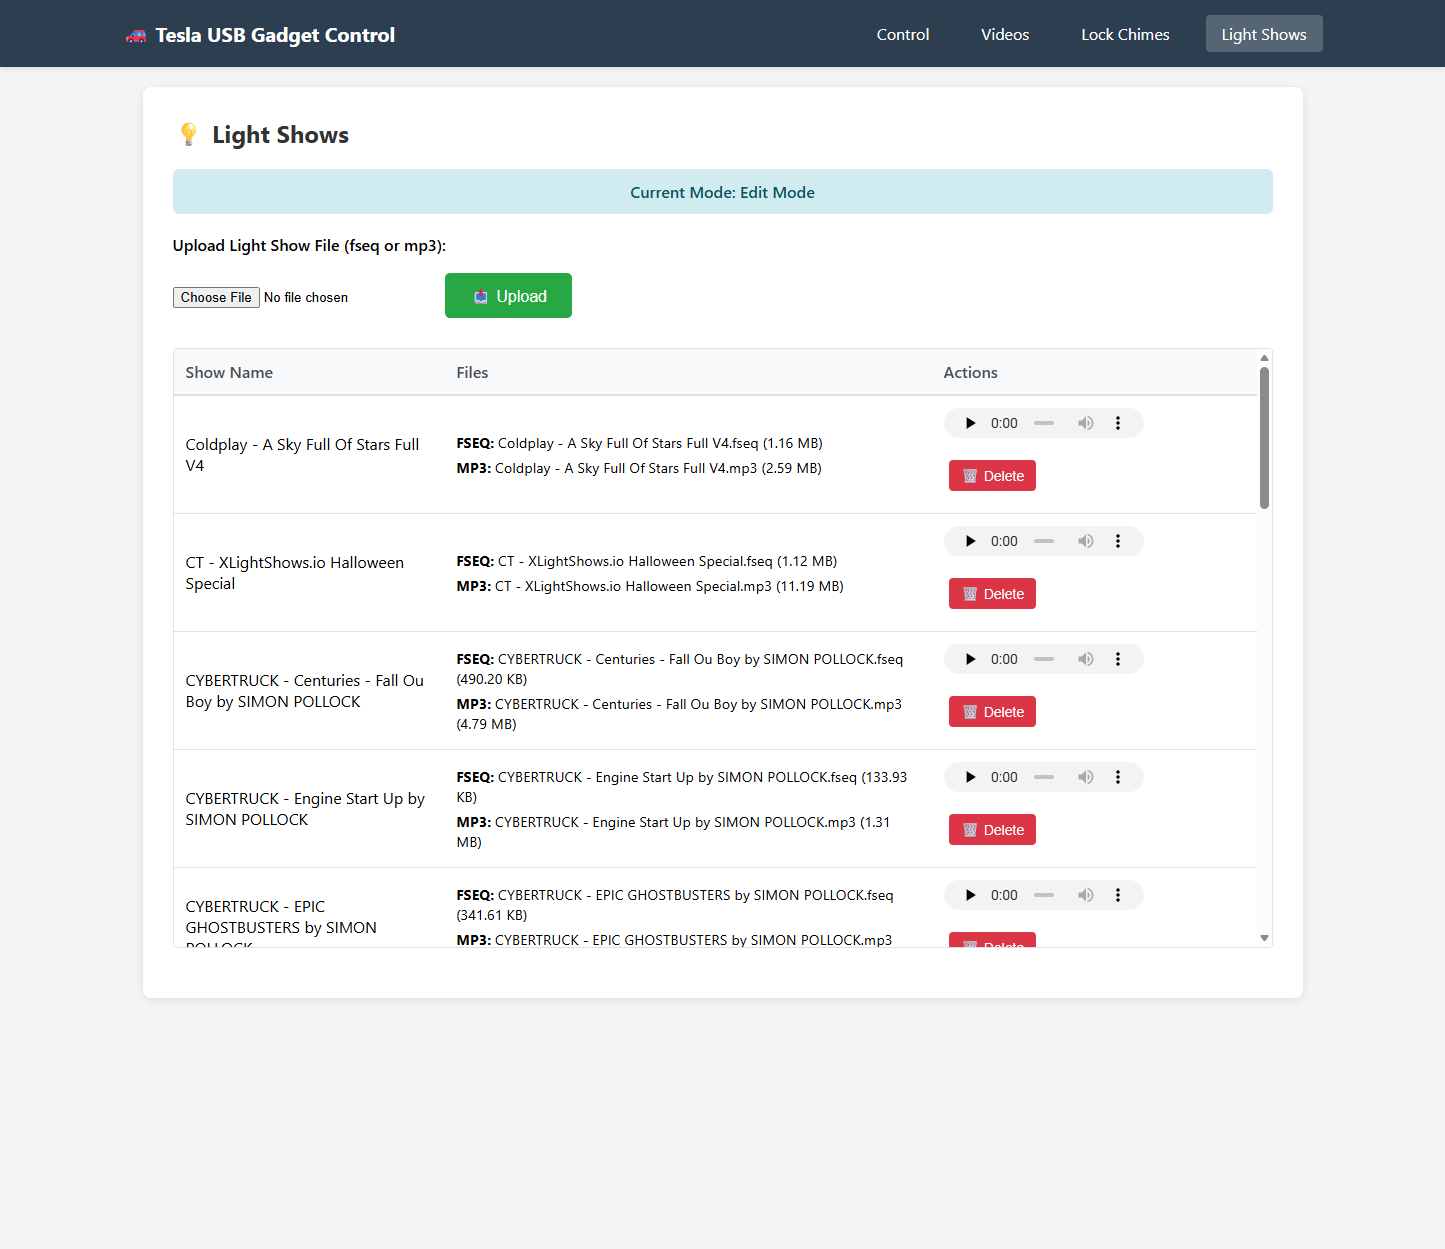 Tesla USB Gadget Control
Control
Videos
Lock Chimes
Light Shows
Light Shows
Current Mode: Edit Mode
Upload Light Show File (fseq or mp3):
Choose File No file chosen
Upload
Show Name
Files
Actions
Coldplay - A Sky Full Of Stars Full
V4
FSEQ: Coldplay - A Sky Full Of Stars Full V4.fseq (1.16 MB)
MP3: Coldplay - A Sky Full Of Stars Full V4.mp3 (2.59 MB)
0:00
Delete
CT - XLightShows.io Halloween
Special
FSEQ: CT - XLightShows.io Halloween Special.fseq (1.12 MB)
MP3: CT - XLightShows.io Halloween Special.mp3 (11.19 MB)
0:00
Delete
CYBERTRUCK - Centuries - Fall Ou
Boy by SIMON POLLOCK
FSEQ: CYBERTRUCK - Centuries - Fall Ou Boy by SIMON POLLOCK.fseq
(490.20 KB)
MP3: CYBERTRUCK - Centuries - Fall Ou Boy by SIMON POLLOCK.mp3
(4.79 MB)
0:00
Delete
CYBERTRUCK - Engine Start Up by
SIMON POLLOCK
FSEQ: CYBERTRUCK - Engine Start Up by SIMON POLLOCK.fseq (133.93
KB)
MP3: CYBERTRUCK - Engine Start Up by SIMON POLLOCK.mp3 (1.31
MB)
0:00
Delete
CYBERTRUCK - EPIC
GHOSTBUSTERS by SIMON
POLLOCK
FSEQ: CYBERTRUCK - EPIC GHOSTBUSTERS by SIMON POLLOCK.fseq
(341.61 KB)
MP3: CYBERTRUCK - EPIC GHOSTBUSTERS by SIMON POLLOCK.mp3
0:00
Delete